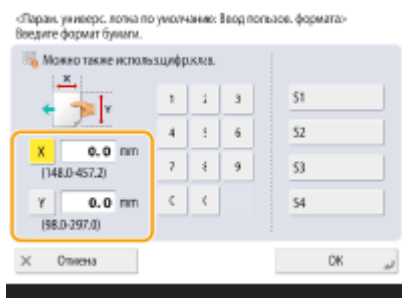 <Парам. универс. лотка по умолчанию: Ввод пользов. формата>
Введите формат бумаги.
Можно также использ.цифр.клав.
X
Y
1 2 3 S1
4 5 6 S2
X 0.0 mm
(148.0-457.2)
7 8 9 S3
Y 0.0 mm
(98.0-297.0)
C S4
× Отмена OK